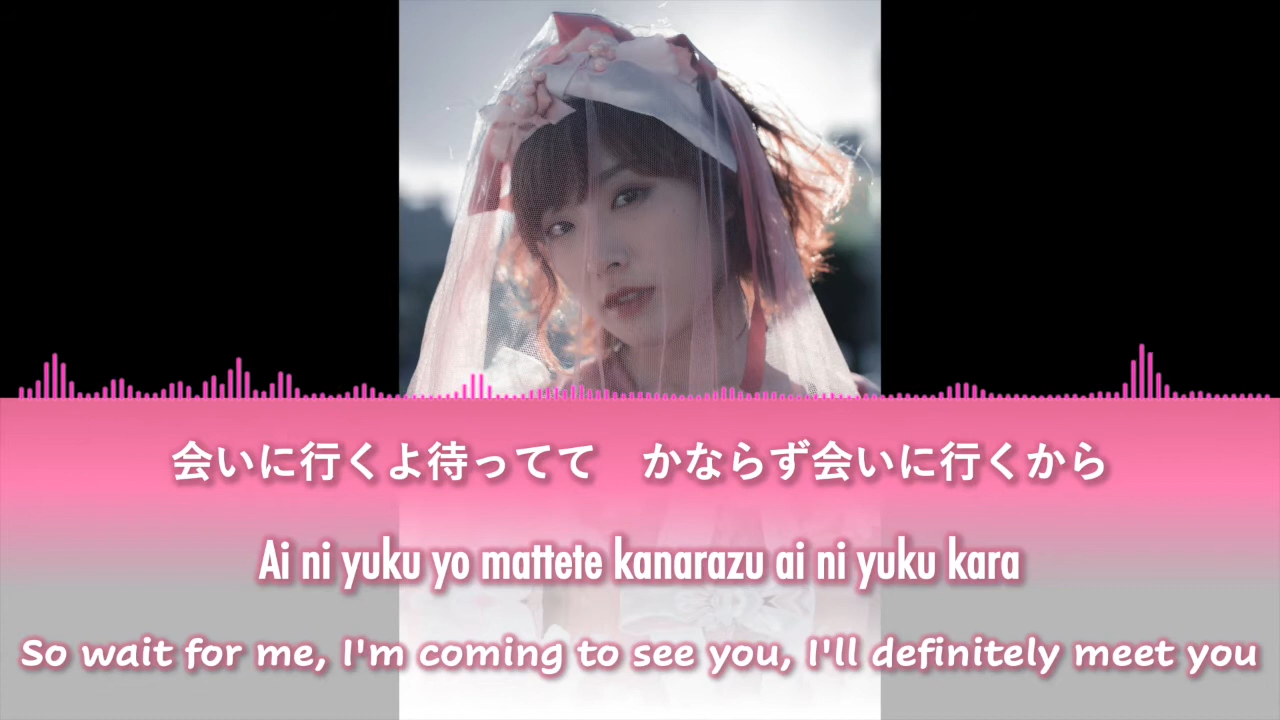 会いに行くよ待ってて　かならず会いに行くから
Ai ni yuku yo mattete kanarazu ai ni yuku kara
So wait for me, I'm coming to see you, I'll definitely meet you